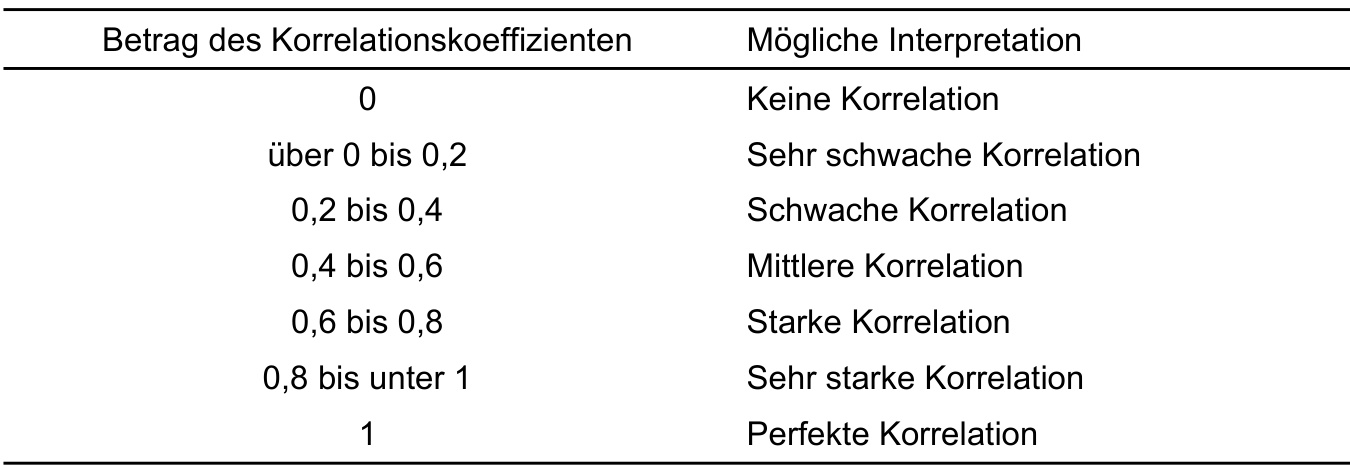 Betrag des Korrelationskoeffizienten Mögliche Interpretation
0 Keine Korrelation
über 0 bis 0,2 Sehr schwache Korrelation
0,2 bis 0,4 Schwache Korrelation
0,4 bis 0,6 Mittlere Korrelation
0,6 bis 0,8 Starke Korrelation
0,8 bis unter 1 Sehr starke Korrelation
1 Perfekte Korrelation